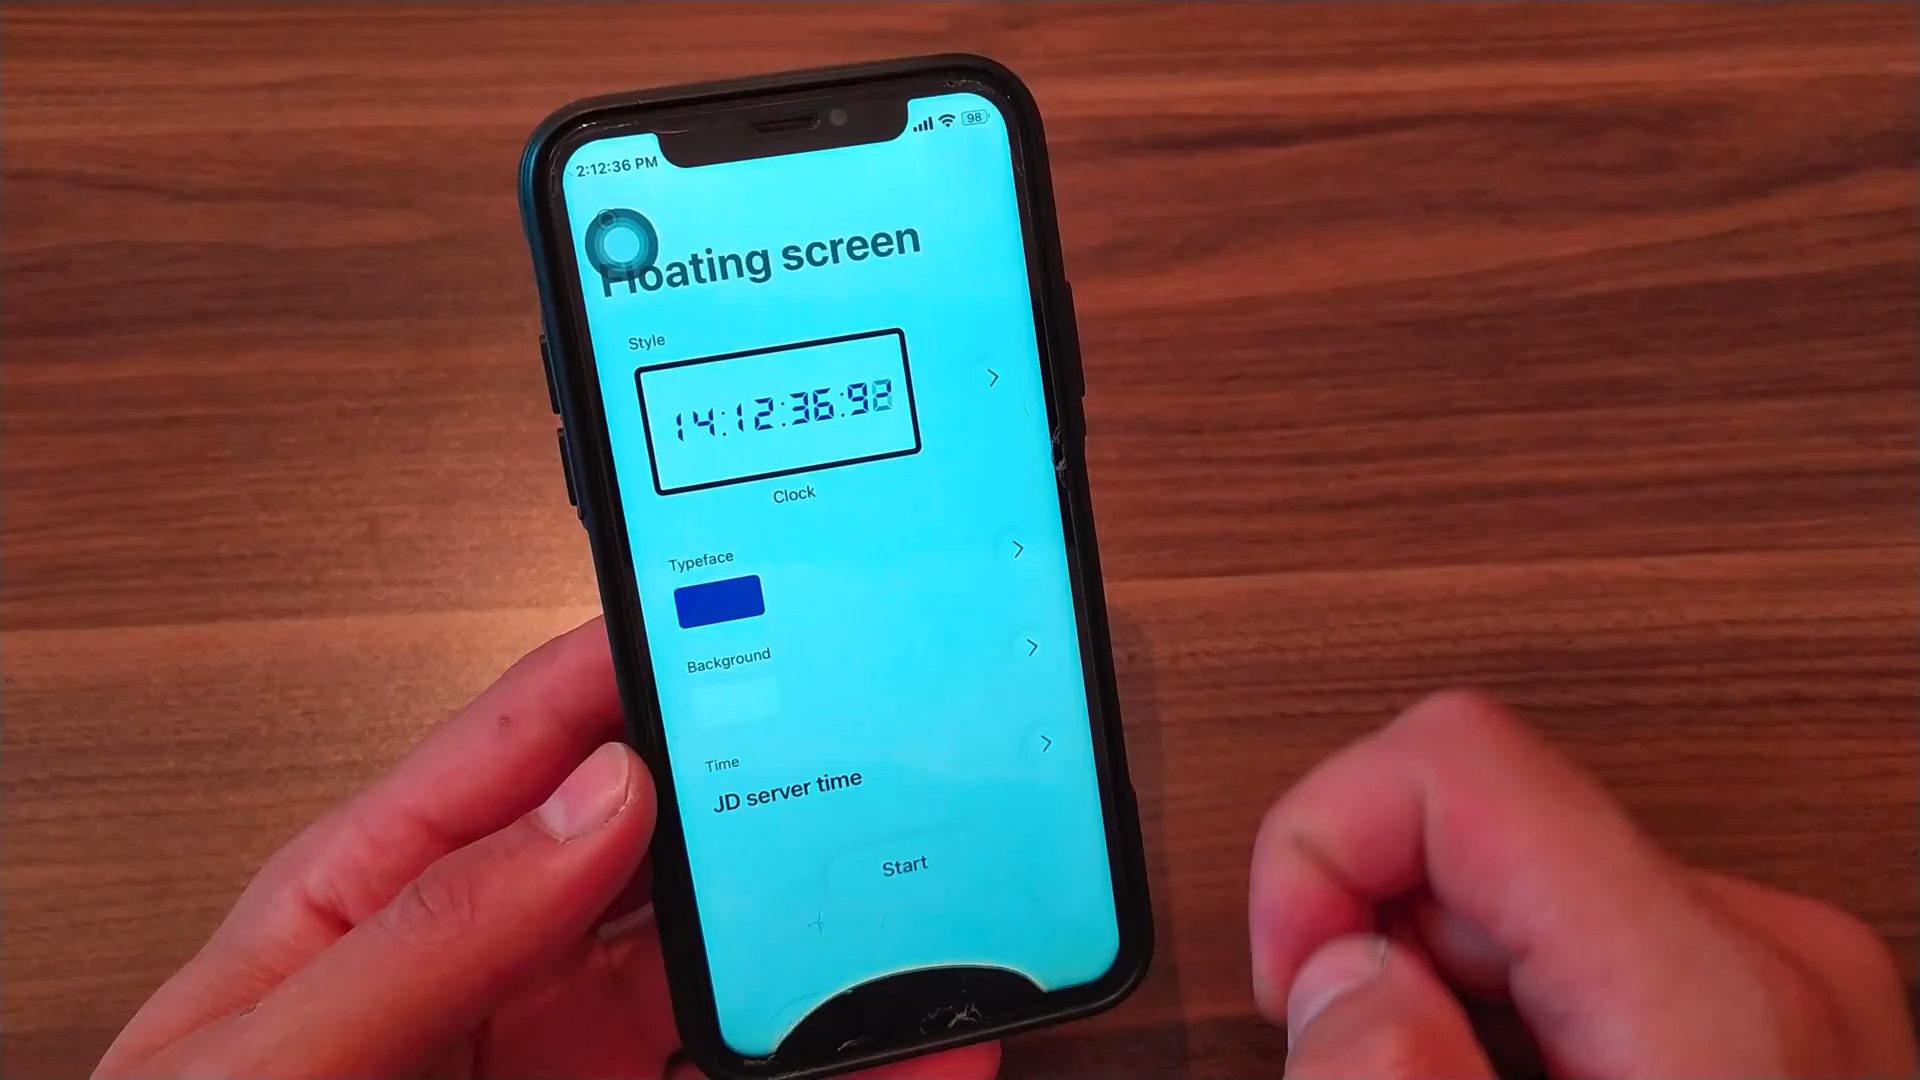 2:12:36 PM
98
Floating screen
Style
14:12:36:92
Clock
Typeface
Background
Time
JD server time
Start